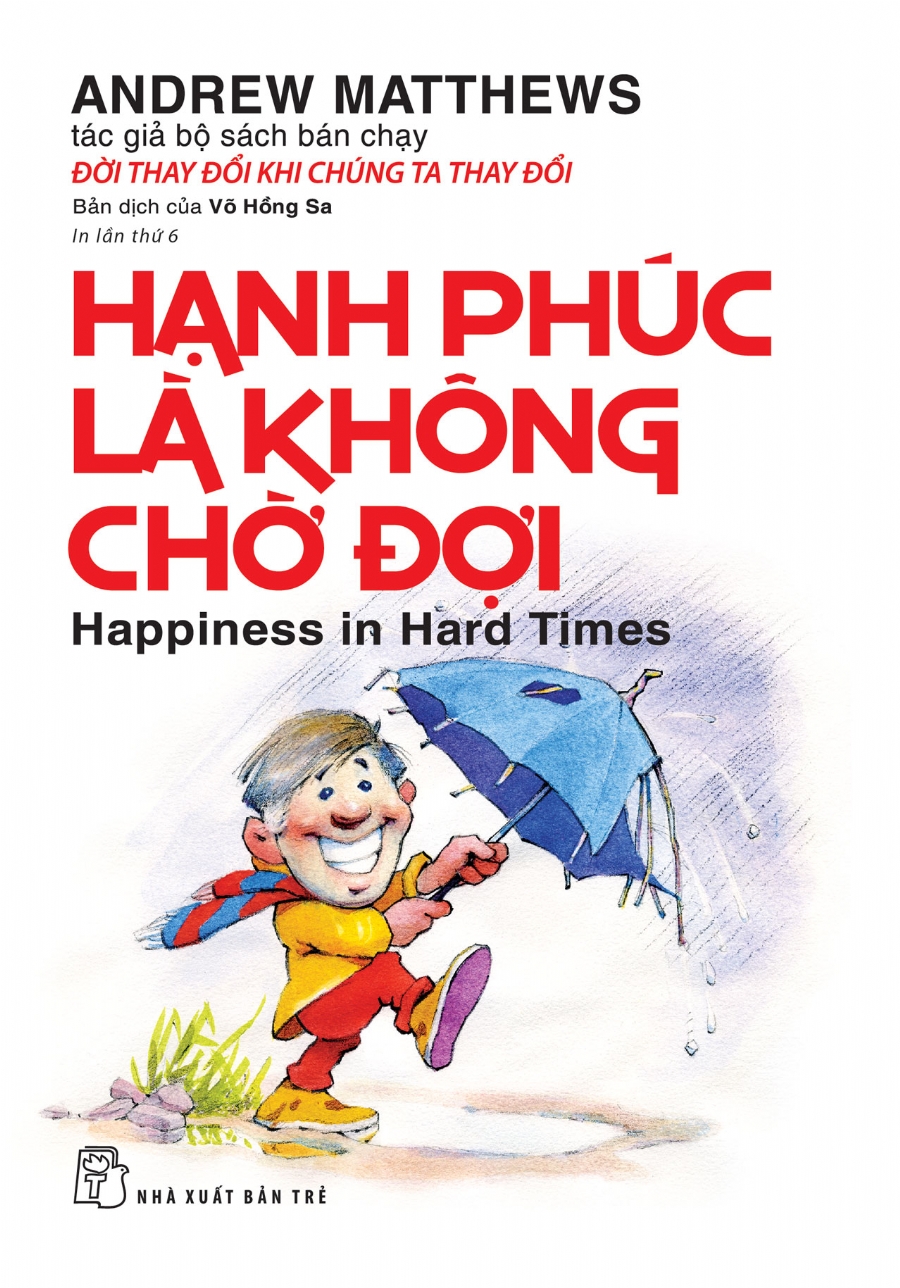 ANDREW MATTHEWS
tác giả bộ sách bán chạy
ĐỜI THAY ĐỔI KHI CHÚNG TA THAY ĐỔI
Bản dịch của Võ Hồng Sa
In lần thứ 6
HẠNH PHÚC
LÀ KHÔNG
CHỜ ĐỢI
Happiness in Hard Times
T
NHÀ XUẤT BẢN TRẺ